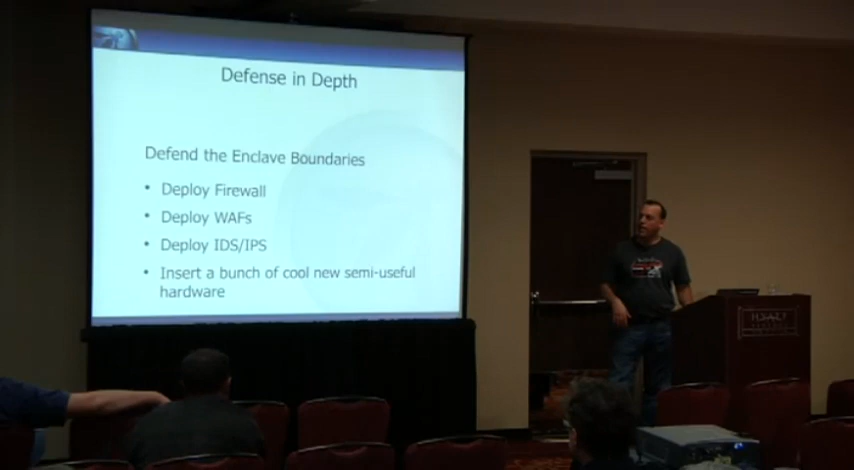 Defense in Depth
Defend the Enclave Boundaries
• Deploy Firewall
• Deploy WAFs
• Deploy IDS/IPS
• Insert a bunch of cool new semi-useful
hardware
HYATT